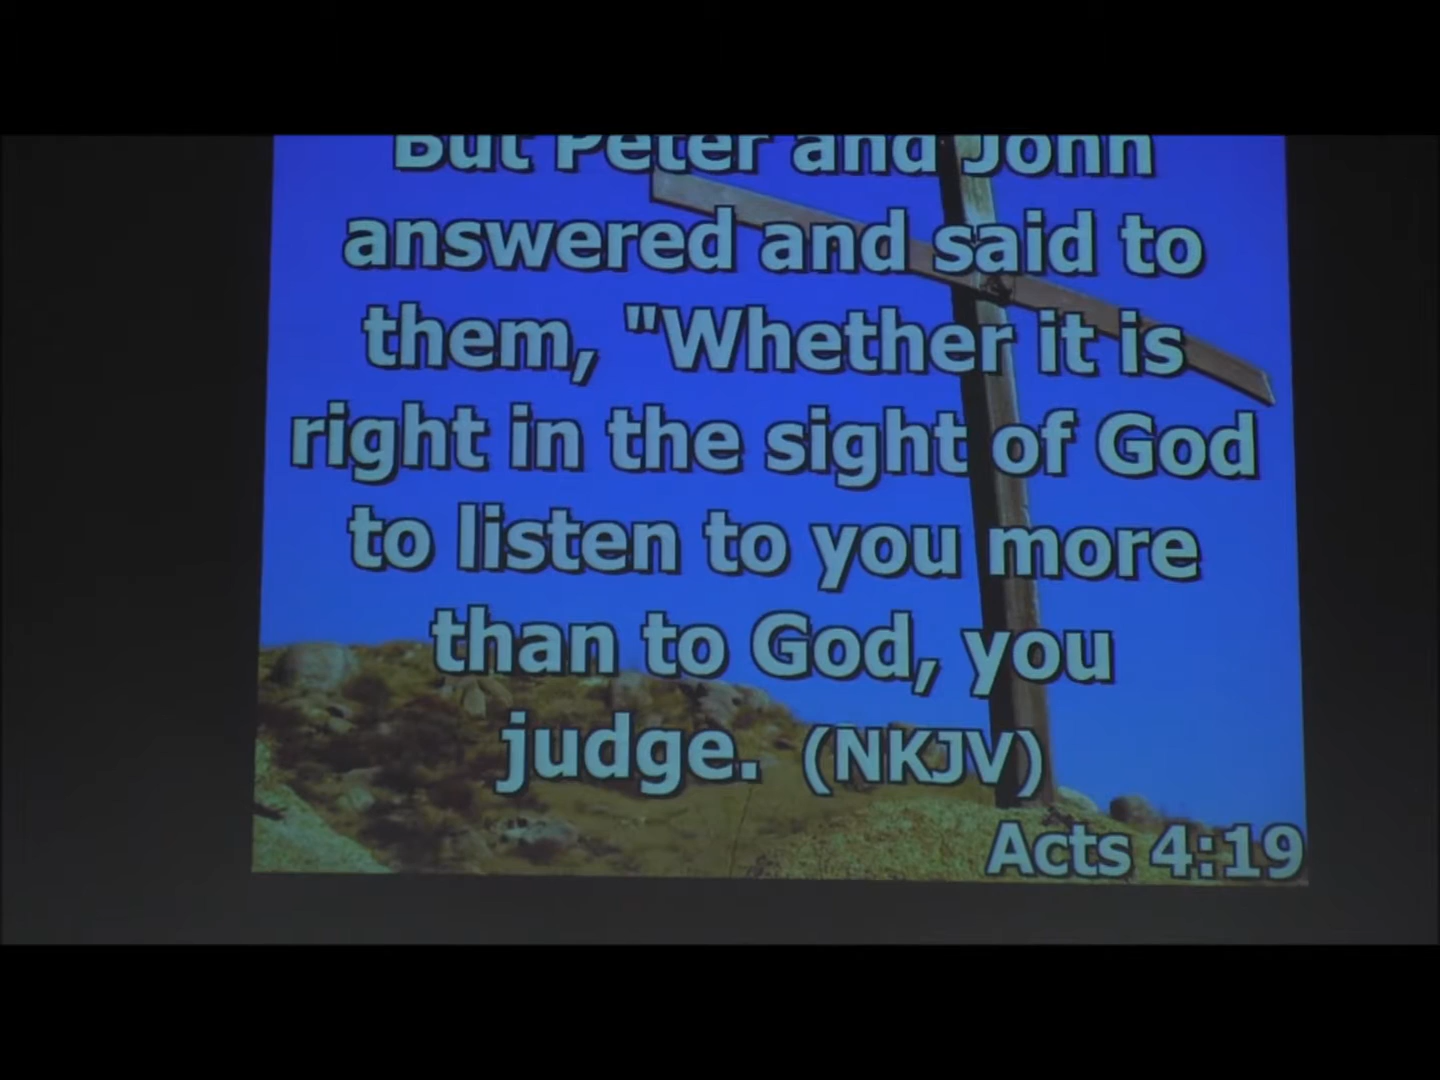 But Peter and John
answered and said to
them, "Whether it is
right in the sight of God
to listen to you more
than to God, you
judge. (NKJV)
Acts 4:19